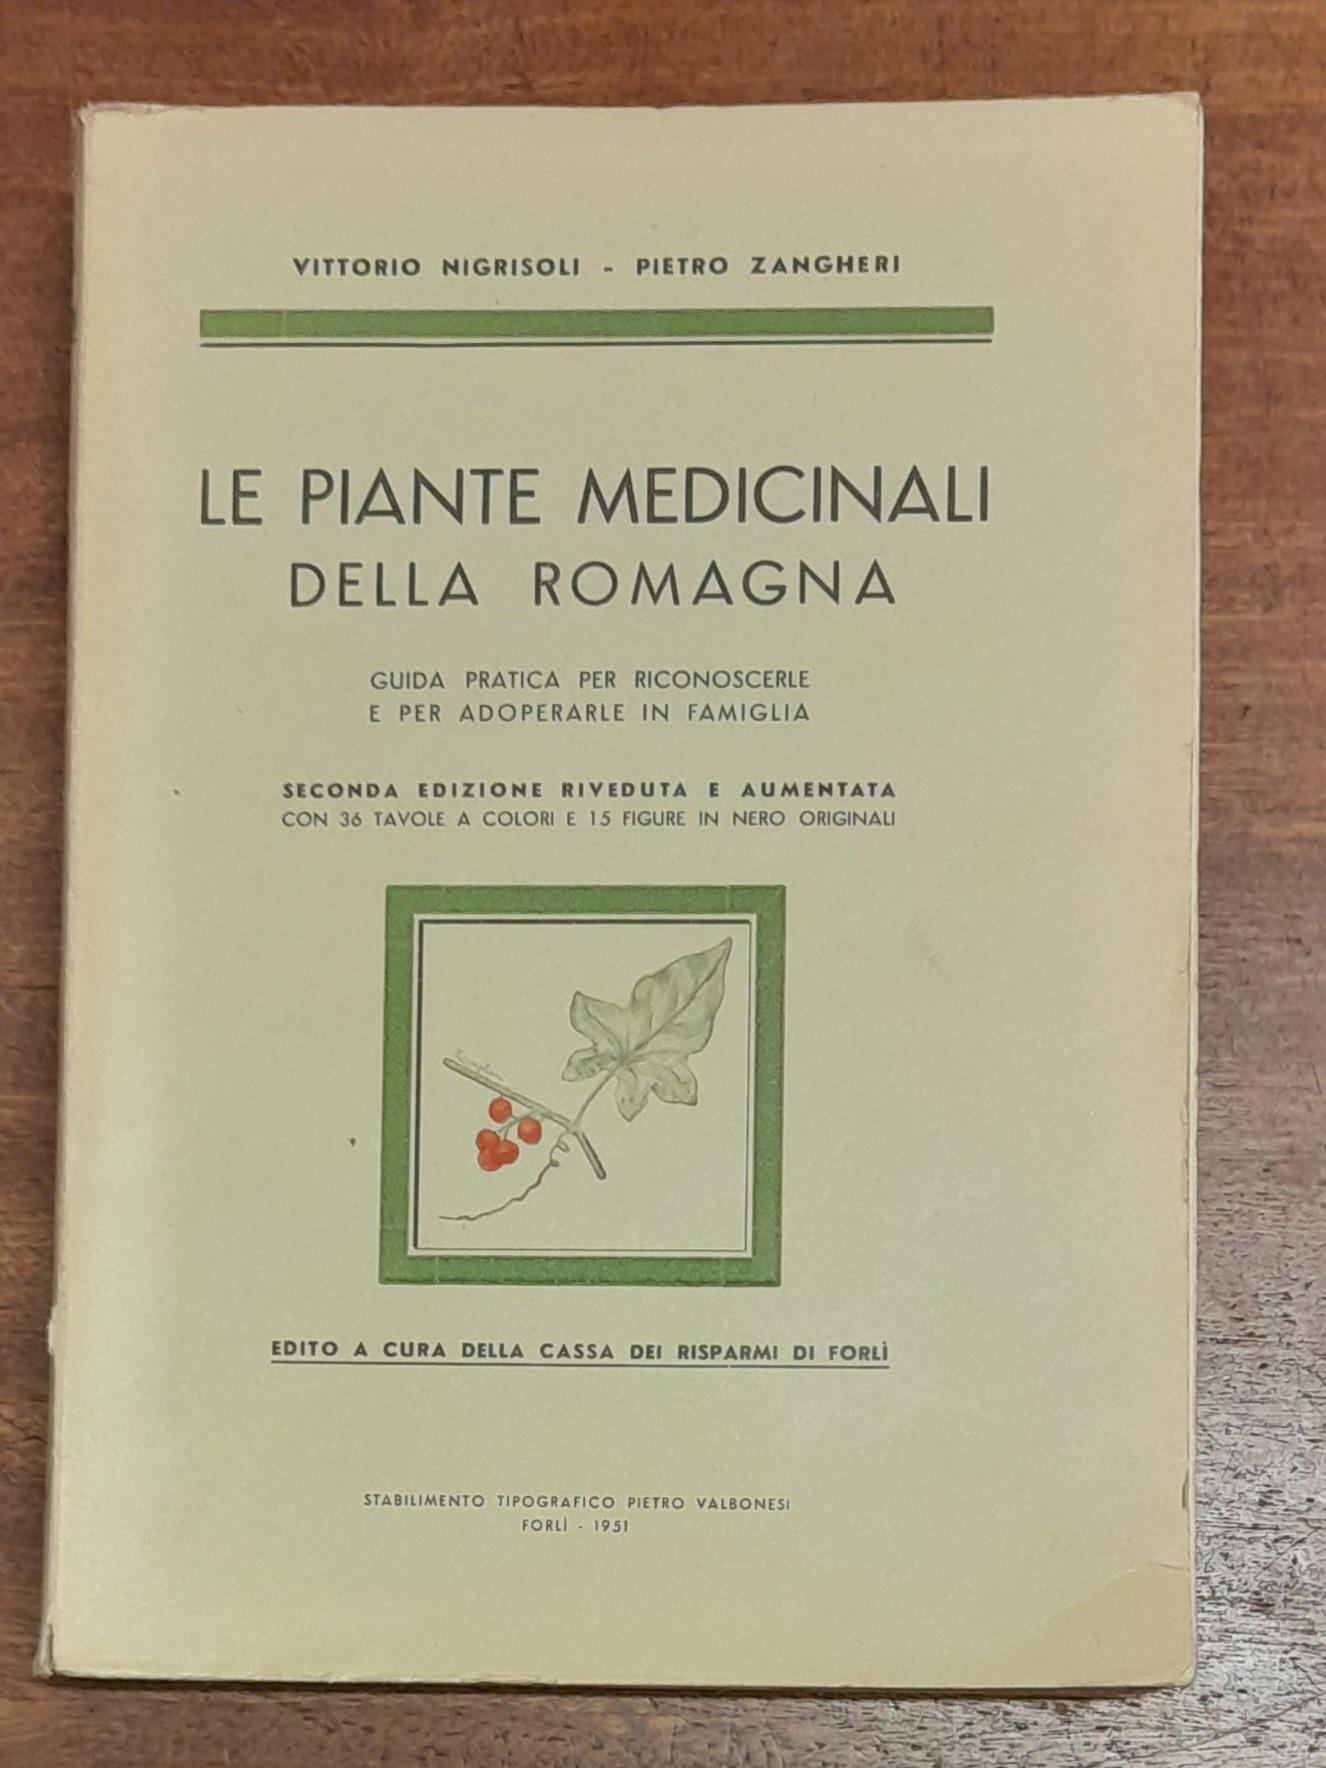 VITTORIO NIGRISOLI - PIETRO ZANGHERI
LE PIANTE MEDICINALI
DELLA ROMAGNA
GUIDA PRATICA PER RICONOSCERLE
E PER ADOPERARLE IN FAMIGLIA
SECONDA EDIZIONE RIVEDUTA E AUMENTATA
CON 36 TAVOLE A COLORI E 15 FIGURE IN NERO ORIGINALI
EDITO A CURA DELLA CASSA DEI RISPARMI DI FORLÌ
STABILIMENTO TIPOGRAFICO PIETRO VALBONESI
FORLÌ - 1951